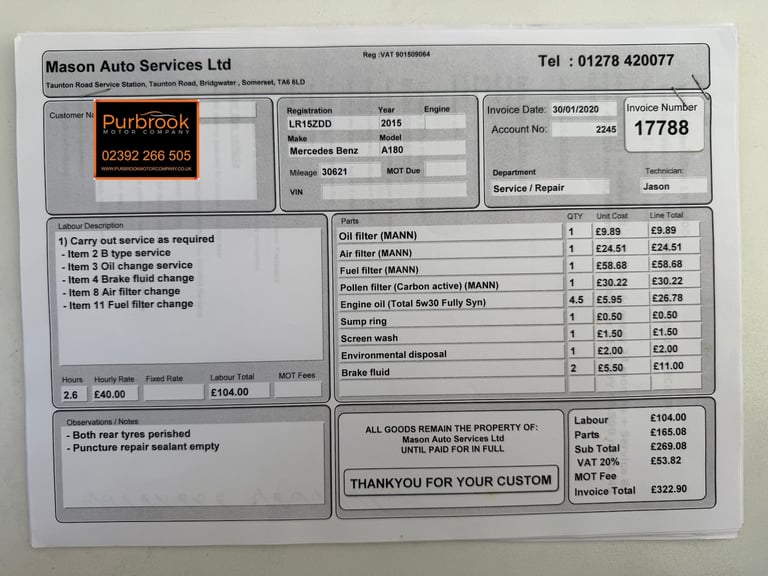 Mason Auto Services Ltd
Reg :VAT 901509064
Tel : 01278 420077
Taunton Road Service Station, Taunton Road, Bridgwater , Somerset, TA6 6LD
Customer Na
Purbrook
MOTOR COMPANY
02392 266 505
WWW.PURBROOKMOTORCOMPANY.CO.UK
Registration Year Engine
LR15ZDD 2015
Make Model
Mercedes Benz A180
Mileage 30621 MOT Due
VIN
Invoice Date: 30/01/2020
Account No: 2245
Invoice Number
17788
Department Technician:
Service / Repair Jason
Labour Description
1) Carry out service as required
- Item 2 B type service
- Item 3 Oil change service
- Item 4 Brake fluid change
- Item 8 Air filter change
- Item 11 Fuel filter change
Hours Hourly Rate Fixed Rate Labour Total MOT Fees
2.6 £40.00 £104.00
Parts QTY Unit Cost Line Total
Oil filter (MANN) 1 £9.89 £9.89
Air filter (MANN) 1 £24.51 £24.51
Fuel filter (MANN) 1 £58.68 £58.68
Pollen filter (Carbon active) (MANN) 1 £30.22 £30.22
Engine oil (Total 5w30 Fully Syn) 4.5 £5.95 £26.78
Sump ring 1 £0.50 £0.50
Screen wash 1 £1.50 £1.50
Environmental disposal 1 £2.00 £2.00
Brake fluid 2 £5.50 £11.00
Observations / Notes
- Both rear tyres perished
- Puncture repair sealant empty
ALL GOODS REMAIN THE PROPERTY OF:
Mason Auto Services Ltd
UNTIL PAID FOR IN FULL
THANKYOU FOR YOUR CUSTOM
Labour £104.00
Parts £165.08
Sub Total £269.08
VAT 20% £53.82
MOT Fee
Invoice Total £322.90